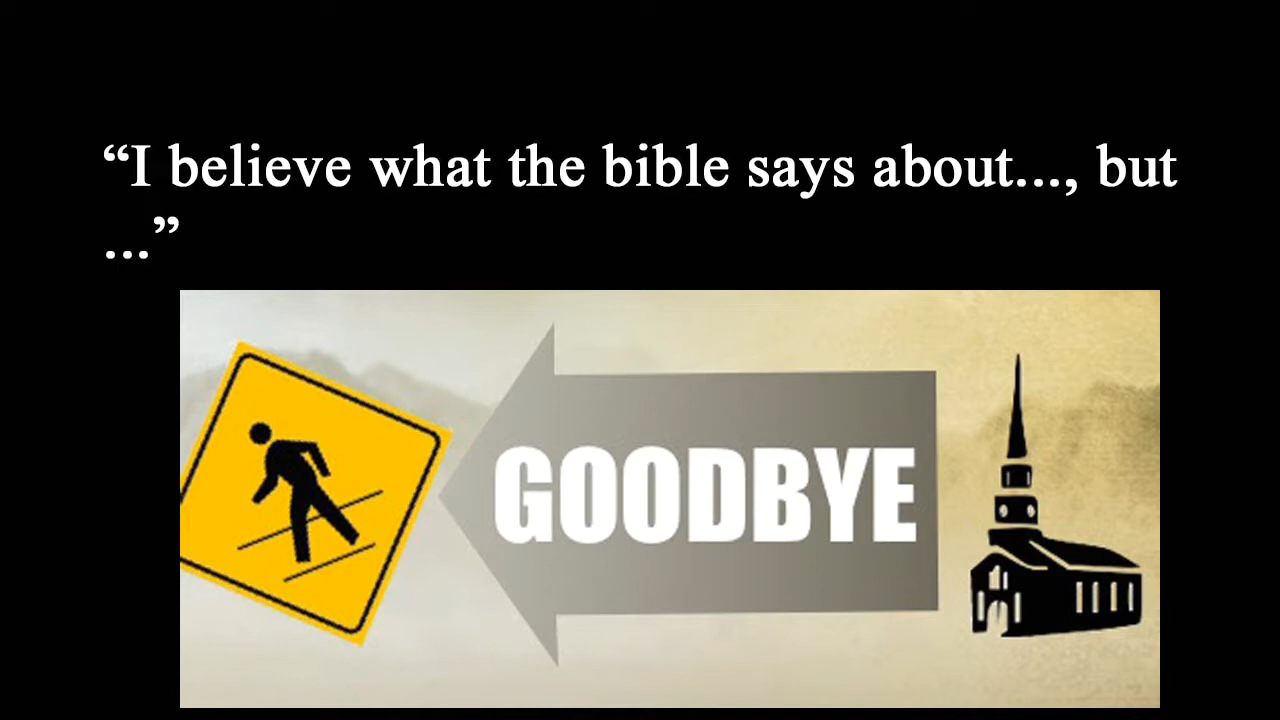 “I believe what the bible says about..., but
...”
GOODBYE